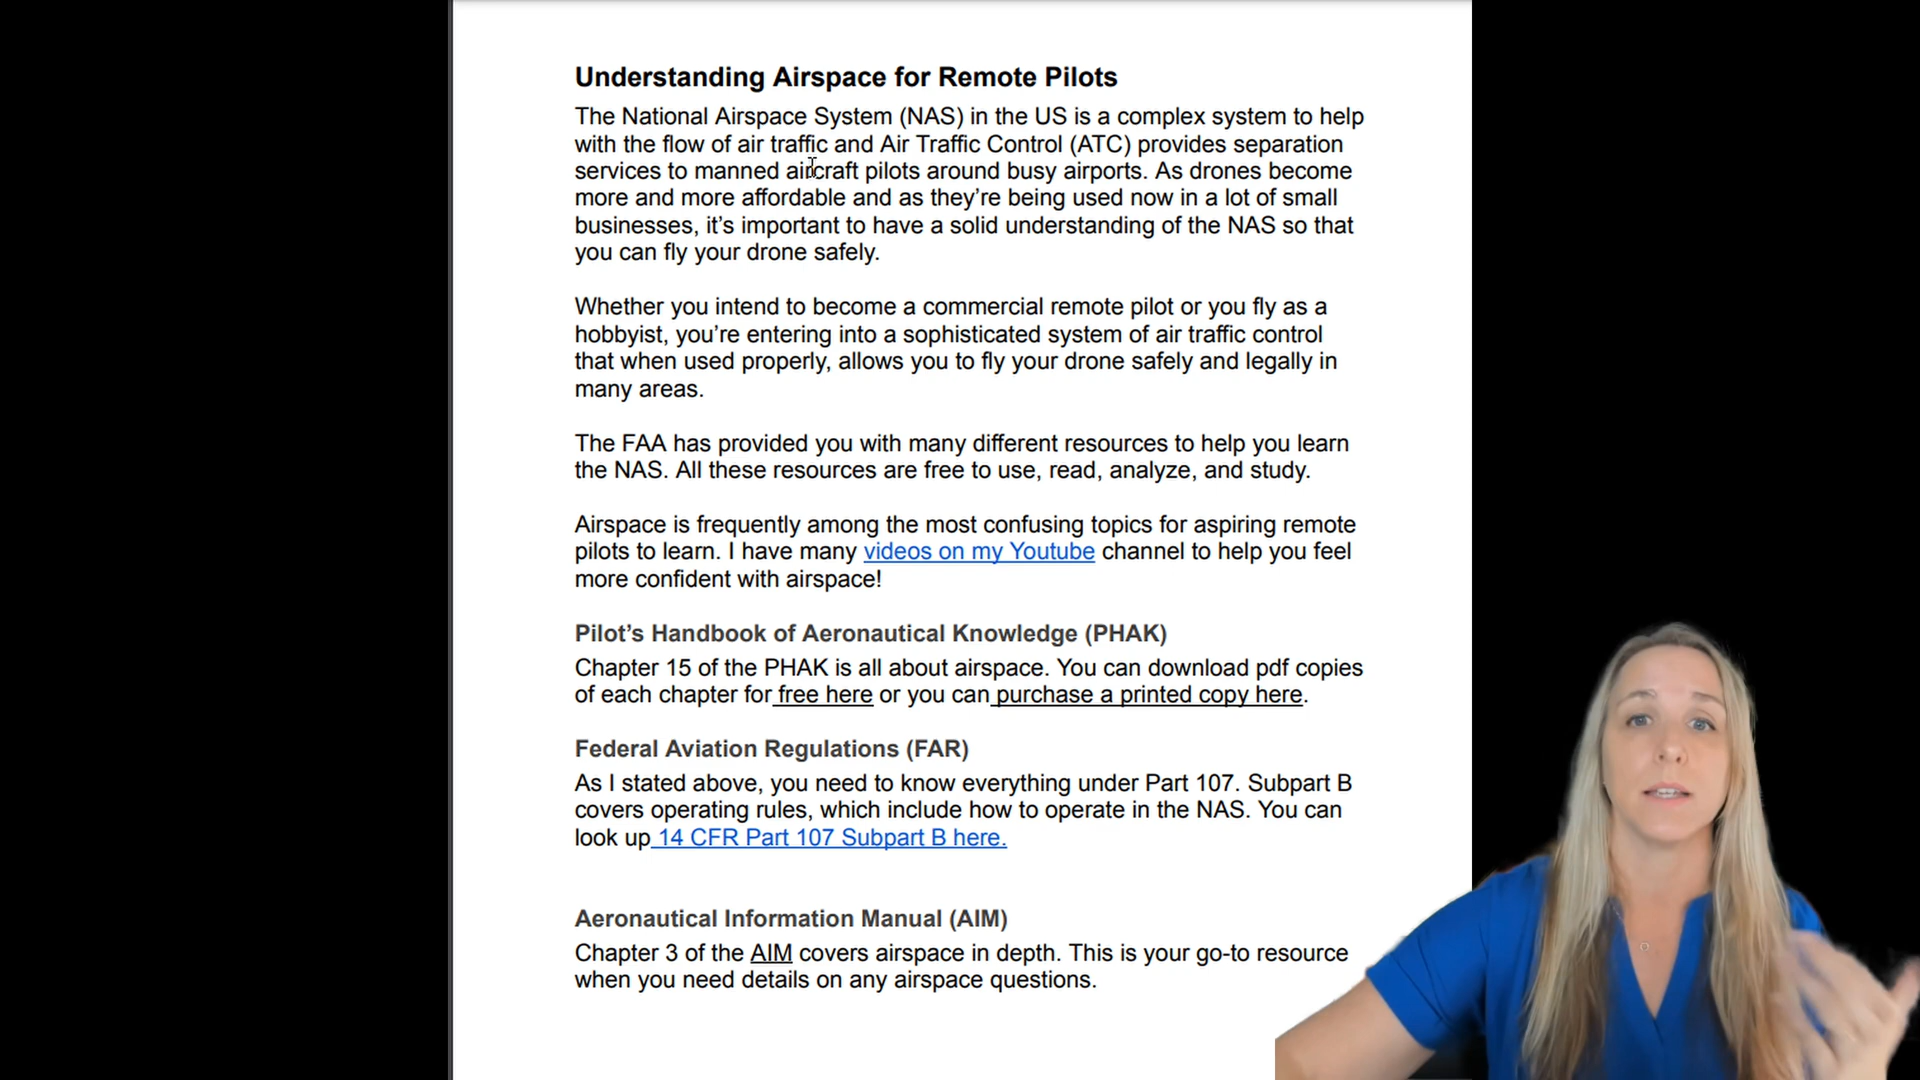 Understanding Airspace for Remote Pilots
The National Airspace System (NAS) in the US is a complex system to help
with the flow of air traffic and Air Traffic Control (ATC) provides separation
services to manned aircraft pilots around busy airports. As drones become
more and more affordable and as they’re being used now in a lot of small
businesses, it’s important to have a solid understanding of the NAS so that
you can fly your drone safely.
Whether you intend to become a commercial remote pilot or you fly as a
hobbyist, you’re entering into a sophisticated system of air traffic control
that when used properly, allows you to fly your drone safely and legally in
many areas.
The FAA has provided you with many different resources to help you learn
the NAS. All these resources are free to use, read, analyze, and study.
Airspace is frequently among the most confusing topics for aspiring remote
pilots to learn. I have many videos on my Youtube channel to help you feel
more confident with airspace!
Pilot’s Handbook of Aeronautical Knowledge (PHAK)
Chapter 15 of the PHAK is all about airspace. You can download pdf copies
of each chapter for free here or you can purchase a printed copy here.
Federal Aviation Regulations (FAR)
As I stated above, you need to know everything under Part 107. Subpart B
covers operating rules, which include how to operate in the NAS. You can
look up 14 CFR Part 107 Subpart B here.
Aeronautical Information Manual (AIM)
Chapter 3 of the AIM covers airspace in depth. This is your go-to resource
when you need details on any airspace questions.